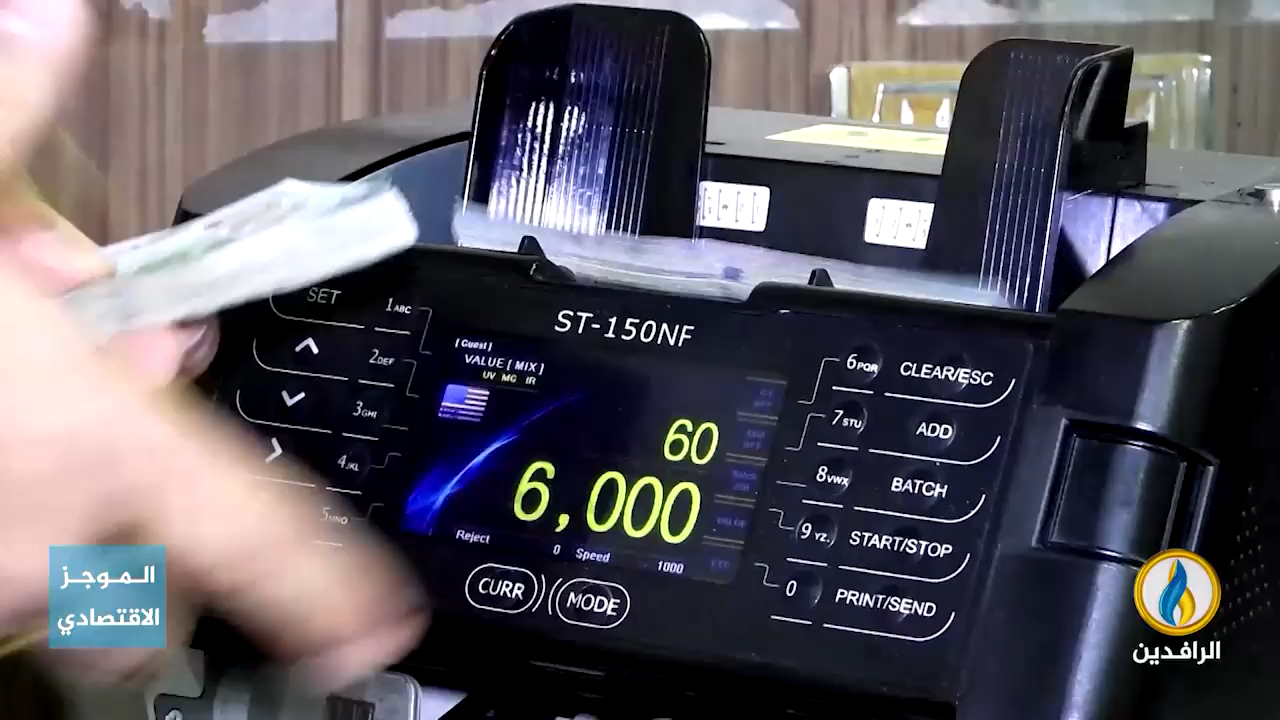 ST-150NF
SET
1ABC
2DEF
3GHI
4JKL
5MNO
[Guest]
VALUE [ MIX ]
UV MG IR
60
6,000
Reject 0 Speed 1000
CURR
MODE
6PQR CLEAR/ESC
7STU ADD
8VWX BATCH
9YZ. START/STOP
0 PRINT/SEND
VALUE
الموجز
الاقتصادي
الرافدين